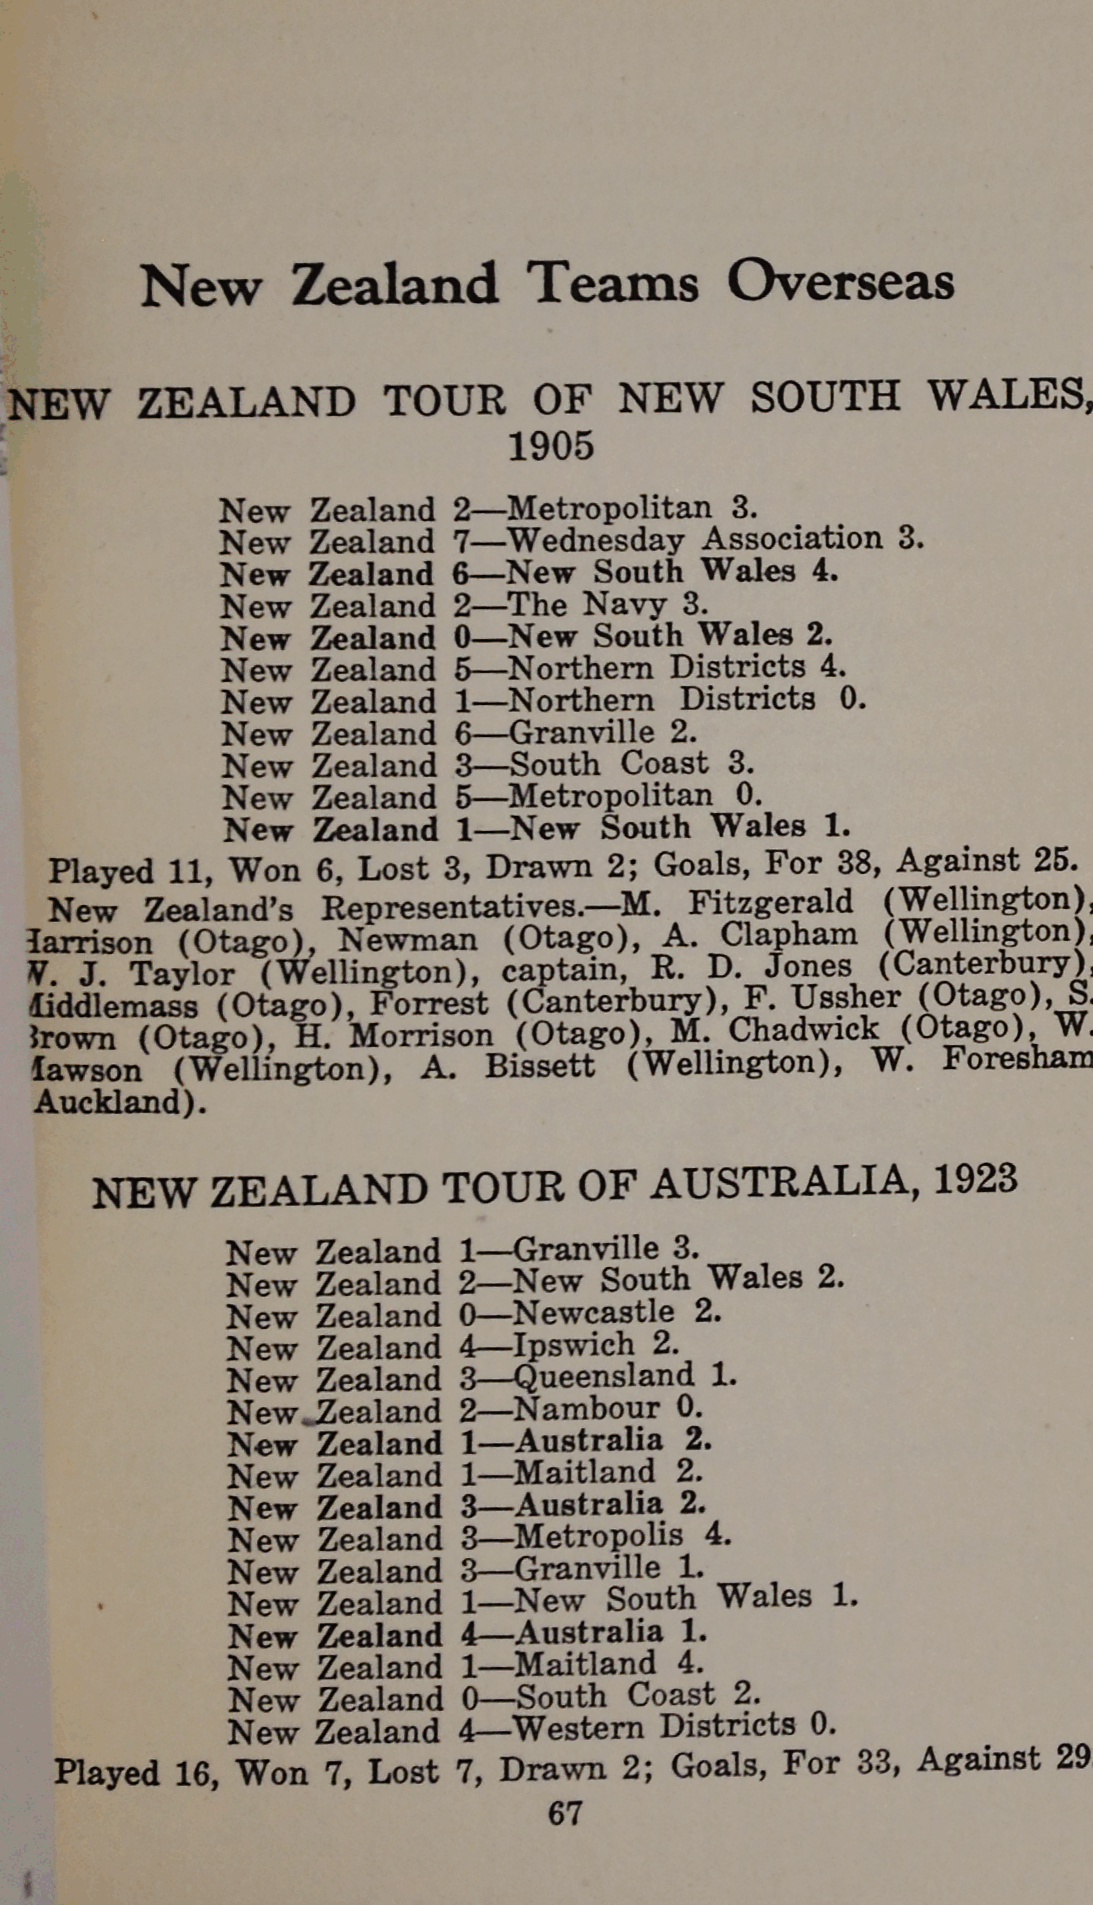 New Zealand Teams Overseas
NEW ZEALAND TOUR OF NEW SOUTH WALES,
1905
New Zealand 2—Metropolitan 3.
New Zealand 7—Wednesday Association 3.
New Zealand 6—New South Wales 4.
New Zealand 2—The Navy 3.
New Zealand 0—New South Wales 2.
New Zealand 5—Northern Districts 4.
New Zealand 1—Northern Districts 0.
New Zealand 6—Granville 2.
New Zealand 3—South Coast 3.
New Zealand 5—Metropolitan 0.
New Zealand 1—New South Wales 1.
Played 11, Won 6, Lost 3, Drawn 2; Goals, For 38, Against 25.
New Zealand's Representatives.—M. Fitzgerald (Wellington),
Harrison (Otago), Newman (Otago), A. Clapham (Wellington),
W. J. Taylor (Wellington), captain, R. D. Jones (Canterbury),
Middlemass (Otago), Forrest (Canterbury), F. Ussher (Otago), S.
Brown (Otago), H. Morrison (Otago), M. Chadwick (Otago), W.
Mawson (Wellington), A. Bissett (Wellington), W. Foresham
Auckland).
NEW ZEALAND TOUR OF AUSTRALIA, 1923
New Zealand 1—Granville 3.
New Zealand 2—New South Wales 2.
New Zealand 0—Newcastle 2.
New Zealand 4—Ipswich 2.
New Zealand 3—Queensland 1.
New Zealand 2—Nambour 0.
New Zealand 1—Australia 2.
New Zealand 1—Maitland 2.
New Zealand 3—Australia 2.
New Zealand 3—Metropolis 4.
New Zealand 3—Granville 1.
New Zealand 1—New South Wales 1.
New Zealand 4—Australia 1.
New Zealand 1—Maitland 4.
New Zealand 0—South Coast 2.
New Zealand 4—Western Districts 0.
Played 16, Won 7, Lost 7, Drawn 2; Goals, For 33, Against 29
67